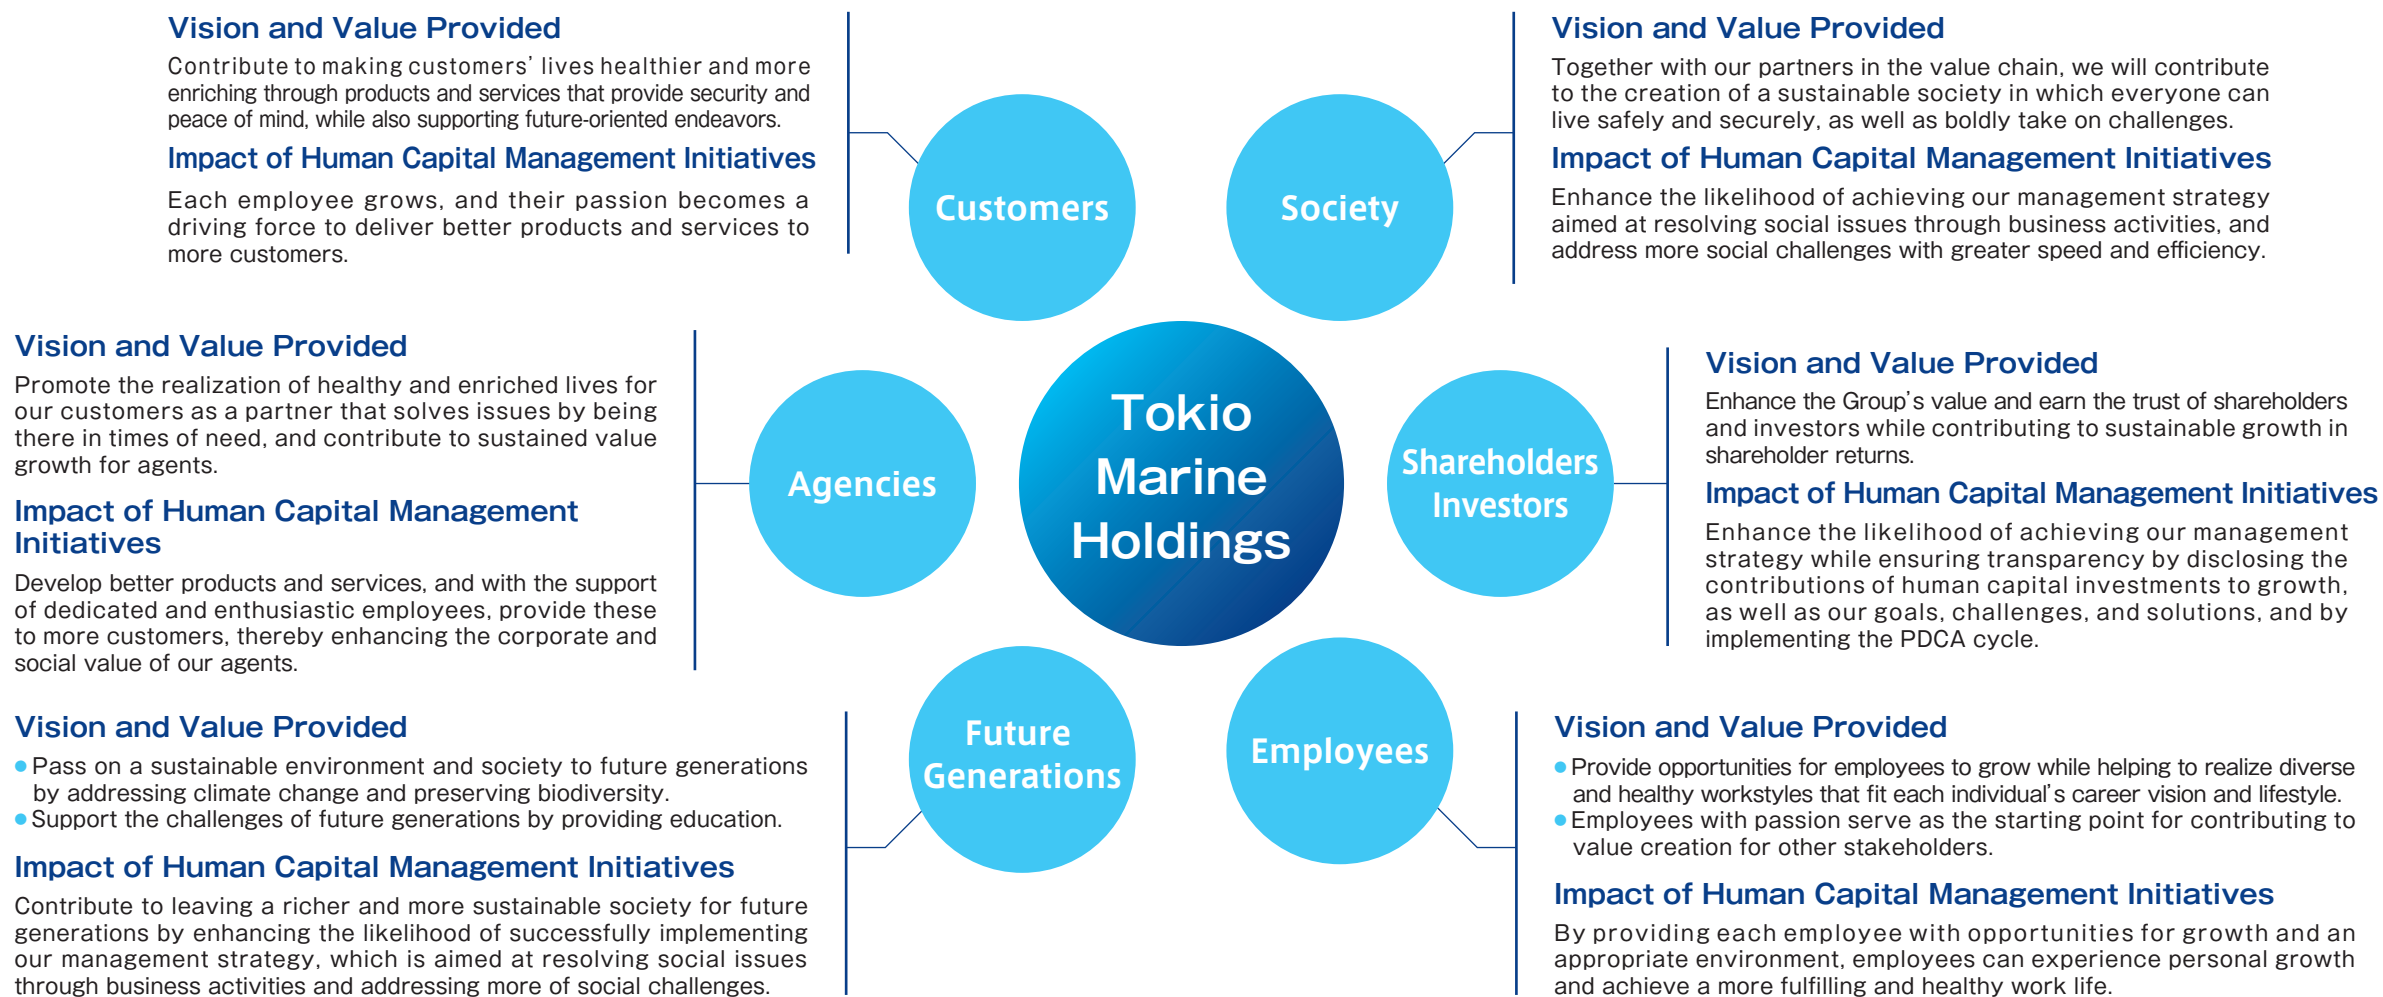 Vision and Value Provided
Contribute to making customers’ lives healthier and more
enriching through products and services that provide security and
peace of mind, while also supporting future-oriented endeavors.
Impact of Human Capital Management Initiatives
Each employee grows, and their passion becomes a
driving force to deliver better products and services to
more customers.
Customers
Society
Vision and Value Provided
Together with our partners in the value chain, we will contribute
to the creation of a sustainable society in which everyone can
live safely and securely, as well as boldly take on challenges.
Impact of Human Capital Management Initiatives
Enhance the likelihood of achieving our management strategy
aimed at resolving social issues through business activities, and
address more social challenges with greater speed and efficiency.
Vision and Value Provided
Promote the realization of healthy and enriched lives for
our customers as a partner that solves issues by being
there in times of need, and contribute to sustained value
growth for agents.
Impact of Human Capital Management
Initiatives
Develop better products and services, and with the support
of dedicated and enthusiastic employees, provide these
to more customers, thereby enhancing the corporate and
social value of our agents.
Agencies
Tokio
Marine
Holdings
Shareholders
Investors
Vision and Value Provided
Enhance the Group’s value and earn the trust of shareholders
and investors while contributing to sustainable growth in
shareholder returns.
Impact of Human Capital Management Initiatives
Enhance the likelihood of achieving our management
strategy while ensuring transparency by disclosing the
contributions of human capital investments to growth,
as well as our goals, challenges, and solutions, and by
implementing the PDCA cycle.
Vision and Value Provided
● Pass on a sustainable environment and society to future generations
by addressing climate change and preserving biodiversity.
● Support the challenges of future generations by providing education.
Impact of Human Capital Management Initiatives
Contribute to leaving a richer and more sustainable society for future
generations by enhancing the likelihood of successfully implementing
our management strategy, which is aimed at resolving social issues
through business activities and addressing more of social challenges.
Future
Generations
Employees
Vision and Value Provided
● Provide opportunities for employees to grow while helping to realize diverse
and healthy workstyles that fit each individual’s career vision and lifestyle.
● Employees with passion serve as the starting point for contributing to
value creation for other stakeholders.
Impact of Human Capital Management Initiatives
By providing each employee with opportunities for growth and an
appropriate environment, employees can experience personal growth
and achieve a more fulfilling and healthy work life.